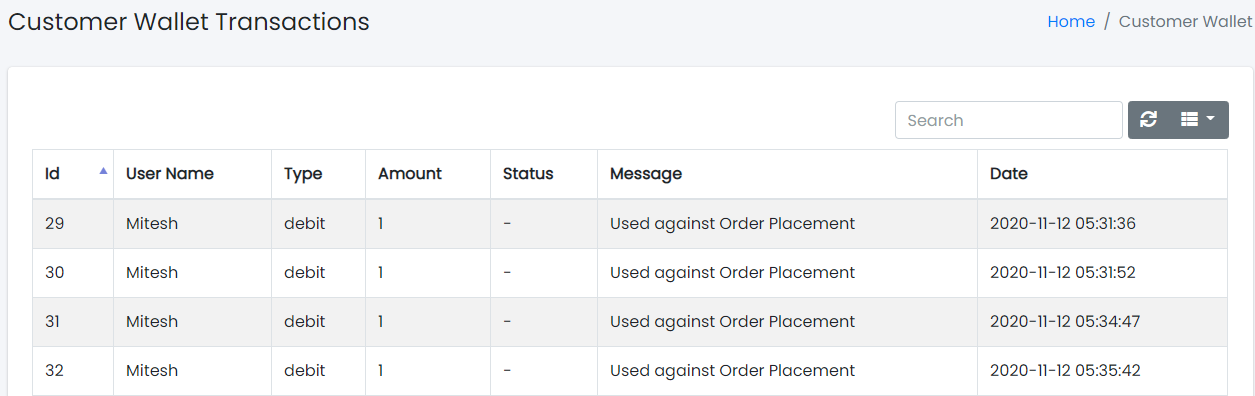 Customer Wallet Transactions
Home / Customer Wallet
Search
Id User Name Type Amount Status Message Date
29 Mitesh debit 1 - Used against Order Placement 2020-11-12 05:31:36
30 Mitesh debit 1 - Used against Order Placement 2020-11-12 05:31:52
31 Mitesh debit 1 - Used against Order Placement 2020-11-12 05:34:47
32 Mitesh debit 1 - Used against Order Placement 2020-11-12 05:35:42